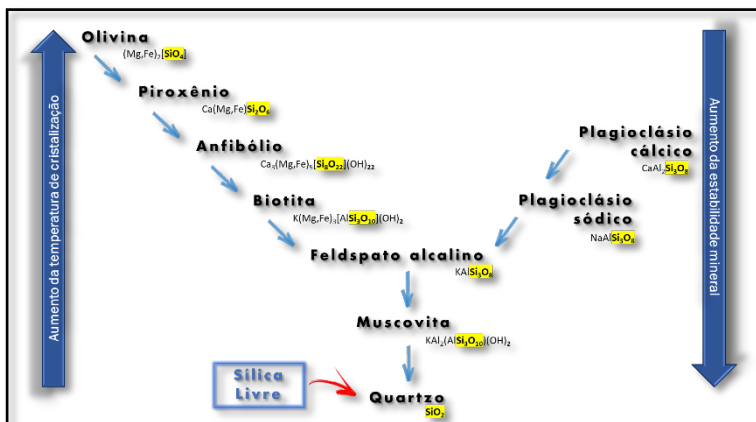 Aumento da temperatura de cristalização
Olivina
(Mg,Fe)₂[SiO₄]
Piroxênio
Ca(Mg,Fe)Si₂O₆
Anfibólio
Ca₂(Mg,Fe)₅[Si₈O₂₂](OH)₂₂
Biotita
K(Mg,Fe)₃[AlSi₃O₁₀](OH)₂
Plagioclásio
cálcico
CaAl₂Si₃O₈
Plagioclásio
sódico
NaAlSi₃O₈
Feldspato alcalino
KAlSi₃O₈
Muscovita
KAl₂(AlSi₃O₁₀)(OH)₂
Sílica
Livre
Quartzo
SiO₂
Aumento da estabilidade mineral